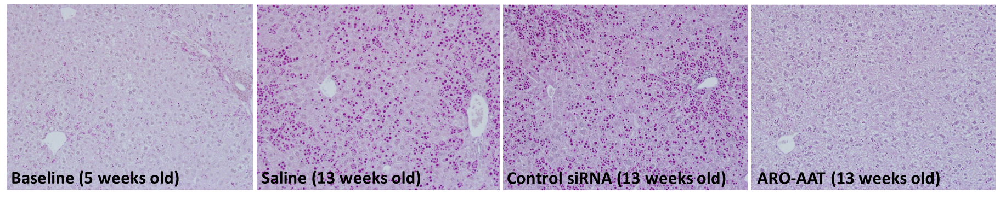 Baseline (5 weeks old)
Saline (13 weeks old)
Control siRNA (13 weeks old)
ARO-AAT (13 weeks old)